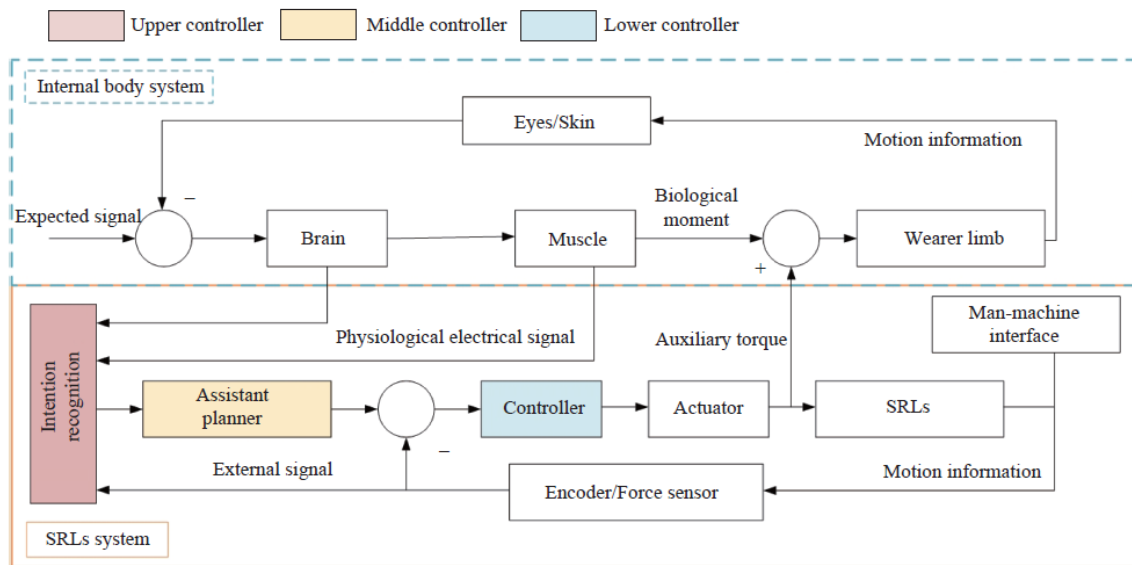 Upper controller
Middle controller
Lower controller
Internal body system
Eyes/Skin
Motion information
Expected signal
−
Brain
Muscle
Biological
moment
+
Wearer limb
Man-machine
interface
Physiological electrical signal
Auxiliary torque
Intention
recognition
Assistant
planner
−
Controller
Actuator
SRLs
External signal
Encoder/Force sensor
Motion information
SRLs system